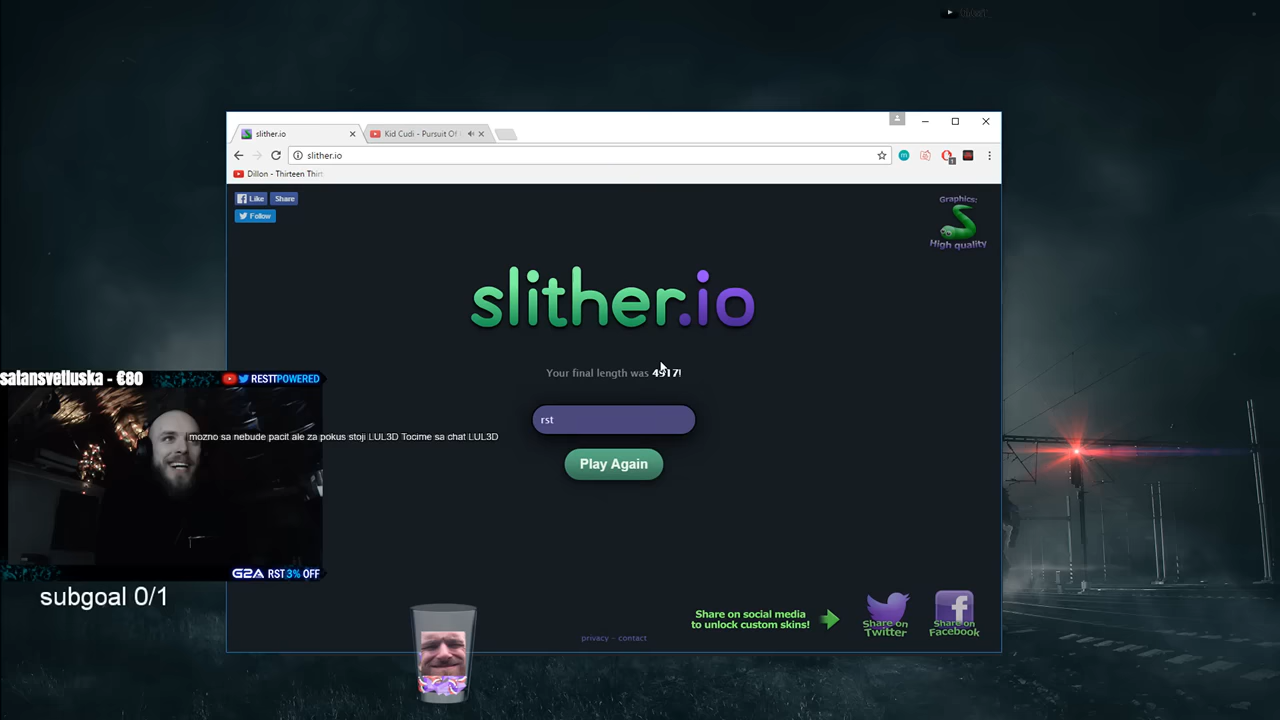 slither.io
Kid Cudi - Pursuit Of
slither.io
Dillon - Thirteen Thirt
Like
Share
Follow
Graphics:
High quality
slither.io
Your final length was 4917!
rst
Play Again
satansvetluska - €80
RESTTPOWERED
mozno sa nebude pacit ale za pokus stoji LUL3D Tocime sa chat LUL3D
G2A RST 3% OFF
subgoal 0/1
Share on social media
to unlock custom skins!
Share on
Twitter
Share on
Facebook
privacy - contact